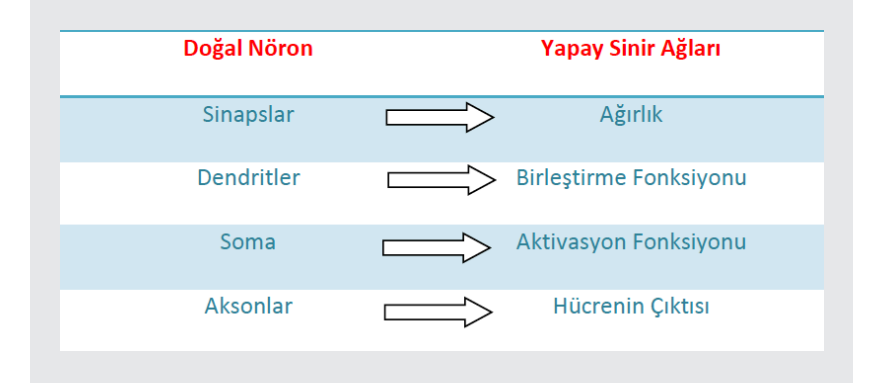 Doğal Nöron Yapay Sinir Ağları
Sinapslar Ağırlık
Dendritler Birleştirme Fonksiyonu
Soma Aktivasyon Fonksiyonu
Aksonlar Hücrenin Çıktısı